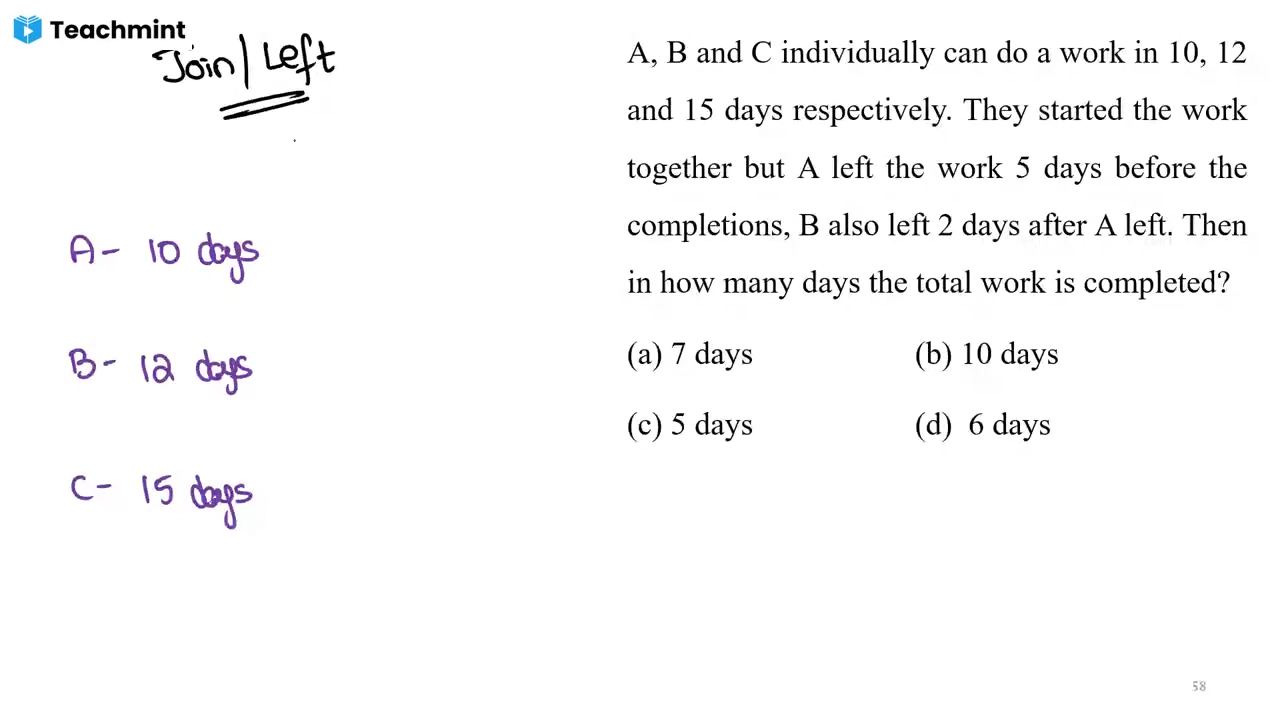 Teachmint
Join/Left
A, B and C individually can do a work in 10, 12
and 15 days respectively. They started the work
together but A left the work 5 days before the
completions, B also left 2 days after A left. Then
in how many days the total work is completed?
(a) 7 days (b) 10 days
(c) 5 days (d) 6 days
A- 10 days
B- 12 days
C- 15 days
58